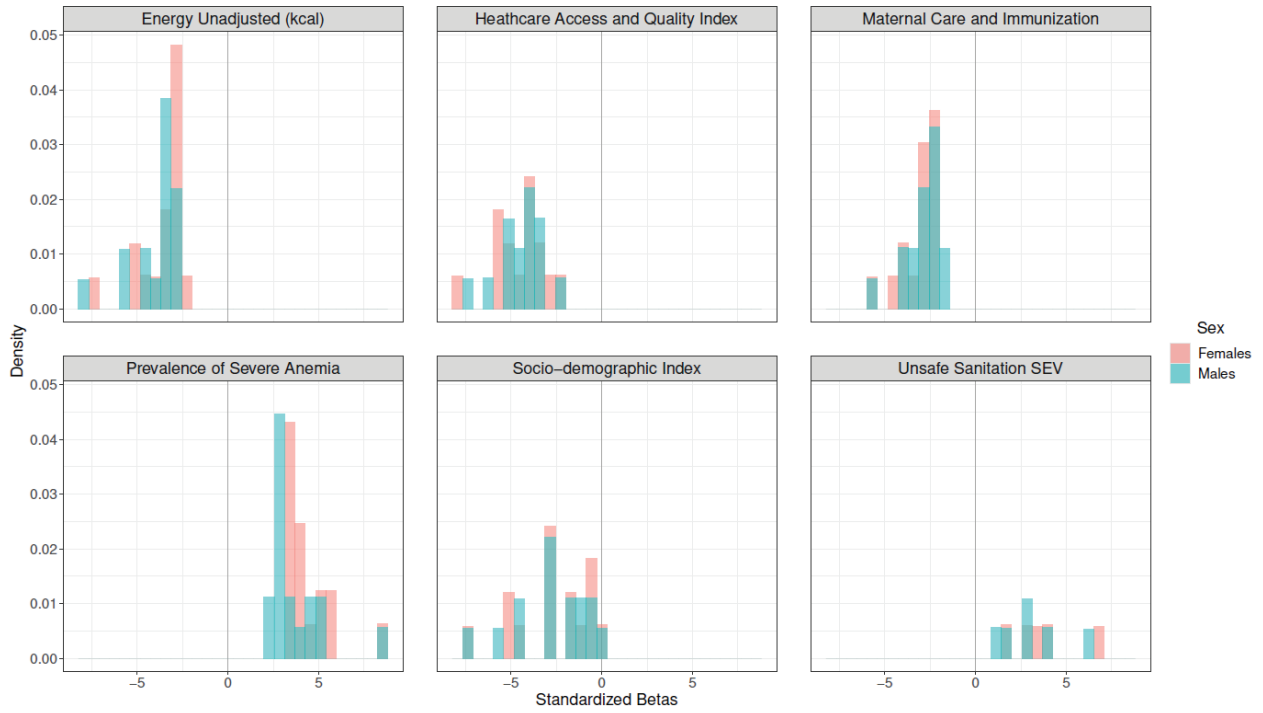 Energy Unadjusted (kcal)
Heathcare Access and Quality Index
Maternal Care and Immunization
0.05
0.04
0.03
0.02
0.01
0.00
Density
Prevalence of Severe Anemia
Socio−demographic Index
Unsafe Sanitation SEV
0.05
0.04
0.03
0.02
0.01
0.00
−5 0 5
−5 0 5
−5 0 5
Standardized Betas
Sex
Females
Males